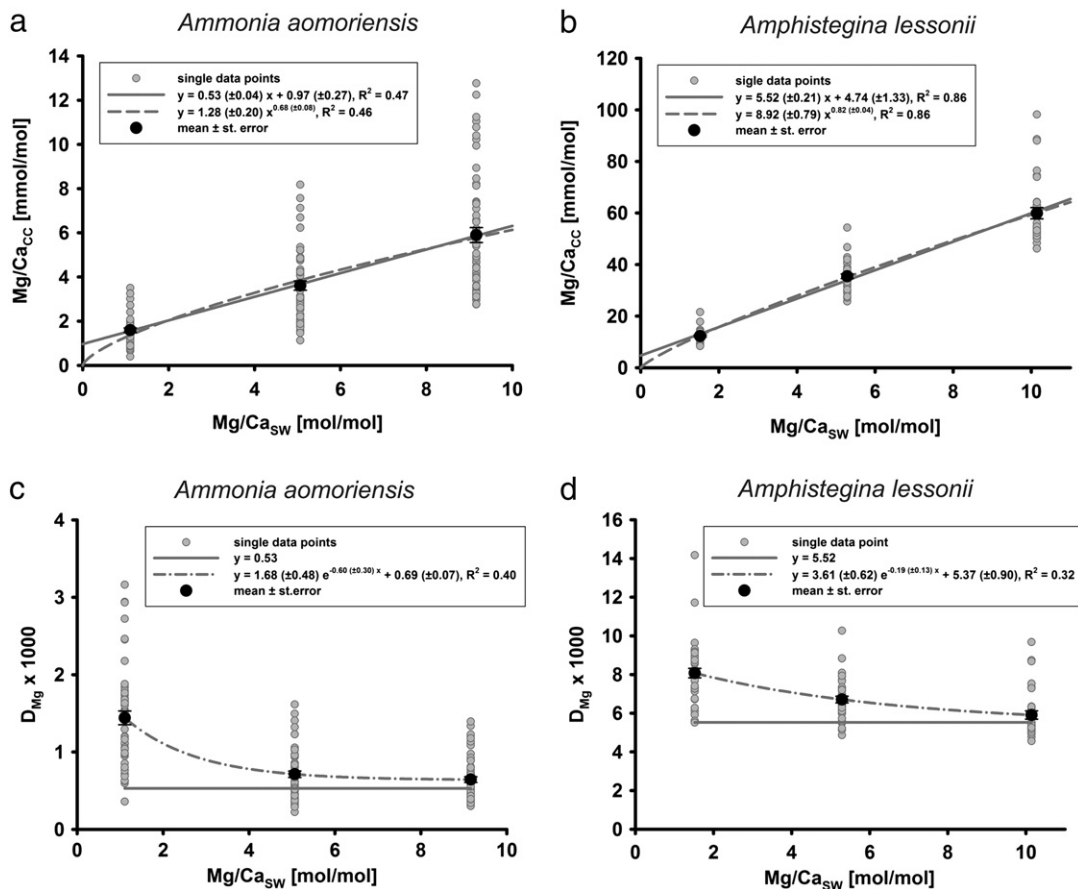 a
Ammonia aomoriensis
14
12
10
8
6
4
2
0
Mg/Ca_CC [mmol/mol]
single data points
y = 0.53 (±0.04) x + 0.97 (±0.27), R² = 0.47
y = 1.28 (±0.20) x^0.68 (±0.08), R² = 0.46
mean ± st. error
0 2 4 6 8 10
Mg/Ca_SW [mol/mol]
b
Amphistegina lessonii
120
100
80
60
40
20
0
Mg/Ca_CC [mmol/mol]
sigle data points
y = 5.52 (±0.21) x + 4.74 (±1.33), R² = 0.86
y = 8.92 (±0.79) x^0.82 (±0.04), R² = 0.86
mean ± st. error
0 2 4 6 8 10
Mg/Ca_SW [mol/mol]
c
Ammonia aomoriensis
4
3
2
1
0
D_Mg x 1000
single data points
y = 0.53
y = 1.68 (±0.48) e^-0.60 (±0.30) x + 0.69 (±0.07), R² = 0.40
mean ± st.error
0 2 4 6 8 10
Mg/Ca_SW [mol/mol]
d
Amphistegina lessonii
16
14
12
10
8
6
4
2
0
D_Mg x 1000
single data point
y = 5.52
y = 3.61 (±0.62) e^-0.19 (±0.13) x + 5.37 (±0.90), R² = 0.32
mean ± st. error
0 2 4 6 8 10
Mg/Ca_SW [mol/mol]